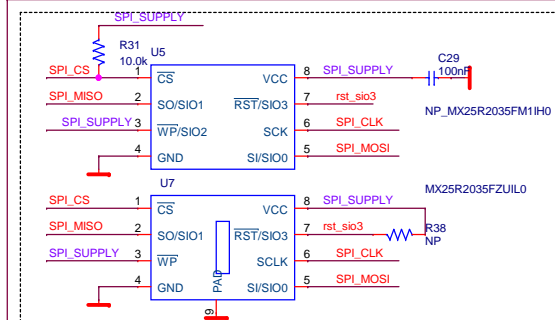 SPI_SUPPLY
R31
10.0k
U5
SPI_CS 1 CS VCC 8 SPI_SUPPLY
C29
100nF
SPI_MISO 2 SO/SIO1 RST/SIO3 7 rst_sio3
NP_MX25R2035FM1IH0
SPI_SUPPLY 3 WP/SIO2 SCK 6 SPI_CLK
4 GND SI/SIO0 5 SPI_MOSI
U7
MX25R2035FZUIL0
SPI_CS 1 CS VCC 8 SPI_SUPPLY
SPI_MISO 2 SO/SIO1 RST/SIO3 7 rst_sio3
R38
NP
SPI_SUPPLY 3 WP SCLK 6 SPI_CLK
4 GND SI/SIO0 5 SPI_MOSI
PAD
9